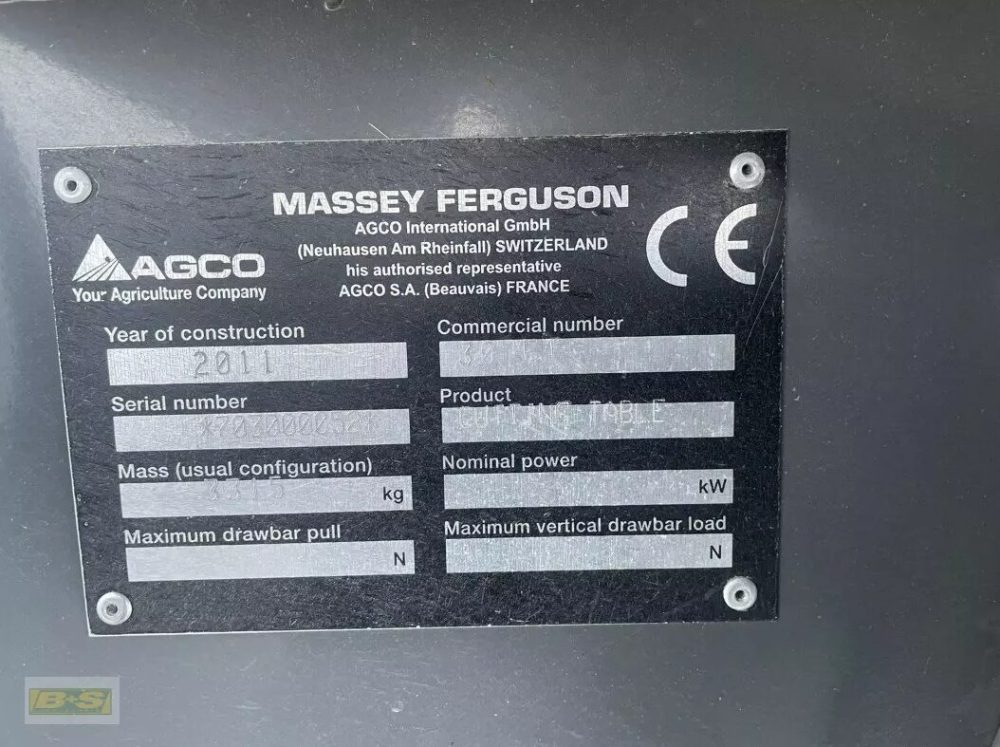 MASSEY FERGUSON
AGCO International GmbH
(Neuhausen Am Rheinfall) SWITZERLAND
his authorised representative
AGCO S.A. (Beauvais) FRANCE
CE
AGCO
Your Agriculture Company
Year of construction
2011
Commercial number
Serial number
Product
CUTTING TABLE
Mass (usual configuration)
kg
Nominal power
kW
Maximum drawbar pull
N
Maximum vertical drawbar load
N
B+S